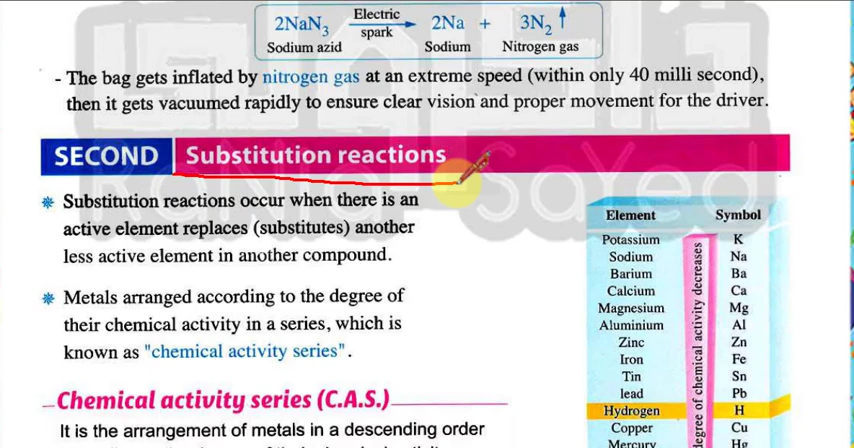 2NaN3 Electric spark 2Na + 3N2
Sodium azid Sodium Nitrogen gas
- The bag gets inflated by nitrogen gas at an extreme speed (within only 40 milli second),
then it gets vacuumed rapidly to ensure clear vision and proper movement for the driver.
SECOND Substitution reactions
Rania Sayed
Substitution reactions occur when there is an
active element replaces (substitutes) another
less active element in another compound.
Metals arranged according to the degree of
their chemical activity in a series, which is
known as "chemical activity series".
Chemical activity series (C.A.S.)
It is the arrangement of metals in a descending order
Element Symbol
Potassium K
Sodium Na
Barium Ba
Calcium Ca
Magnesium Mg
Aluminium Al
Zinc Zn
Iron Fe
Tin Sn
lead Pb
Hydrogen H
Copper Cu
Mercury Hg
degree of chemical activity decreases